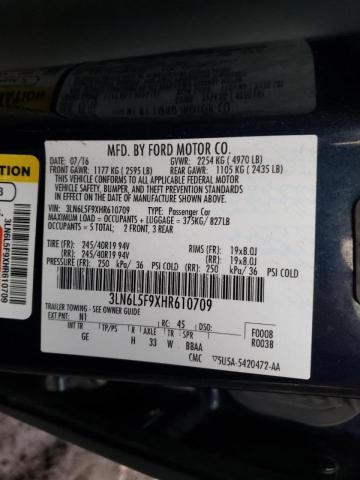 MFD. BY FORD MOTOR CO.
DATE: 07/16 GVWR: 2254 KG ( 4970 LB)
FRONT GAWR: 1177 KG ( 2595 LB) REAR GAWR: 1105 KG ( 2435 LB)
THIS VEHICLE CONFORMS TO ALL APPLICABLE FEDERAL MOTOR
VEHICLE SAFETY, BUMPER, AND THEFT PREVENTION STANDARDS
IN EFFECT ON THE DATE OF MANUFACTURE SHOWN ABOVE.
VIN: 3LN6L5F9XHR610709 TYPE: Passenger Car
MAXIMUM LOAD = OCCUPANTS + LUGGAGE = 375KG/ 827LB
OCCUPANTS = 5 TOTAL: 2 FRONT, 3 REAR
TIRE (FR): 245/40R19 94V RIMS (FR): 19x8.0J
(RR): 245/40R19 94V (RR): 19x8.0J
PRESSURE (FR): 250 kPa/ 36 PSI COLD (RR): 250 kPa/ 36 PSI COLD
3LN6L5F9XHR610709
TRAILER TOWING - SEE OWNER GUIDE
EXT PNT: N1 RC: 45 DSO: F0008
INT TR TP/PS R AXLE TR SPR R0038
GE H 33 W BBAA
CMC 5U5A-5420472-AA
N6L5F9XHR610709